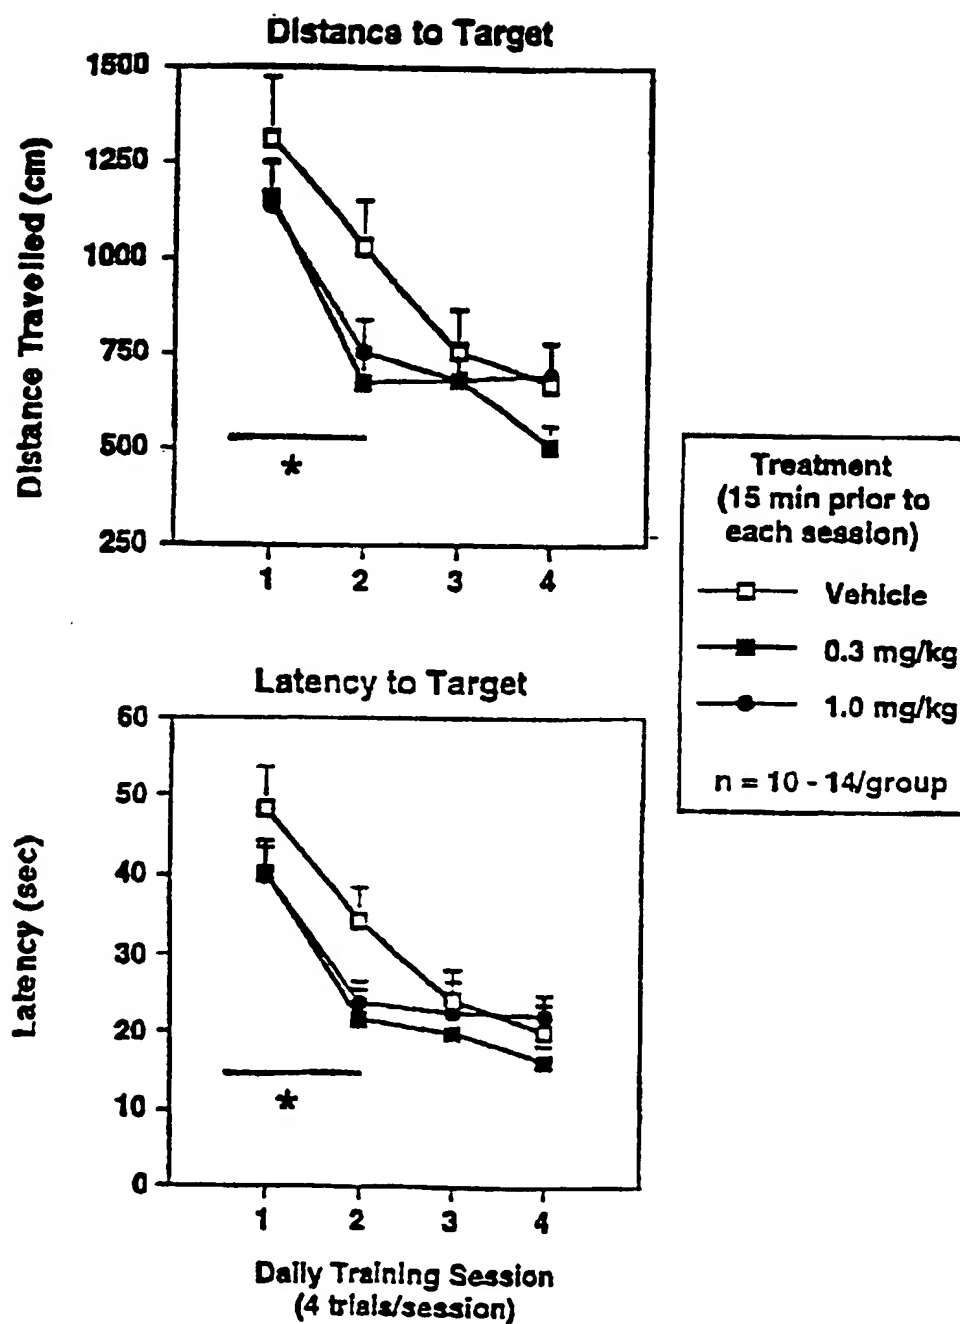 Distance to Target
1500
1250
1000
750
500
250
Distance Travelled (cm)
*
1 2 3 4
Treatment
(15 min prior to
each session)
Vehicle
0.3 mg/kg
1.0 mg/kg
n = 10 - 14/group
Latency to Target
60
50
40
30
20
10
0
Latency (sec)
*
1 2 3 4
Daily Training Session
(4 trials/session)